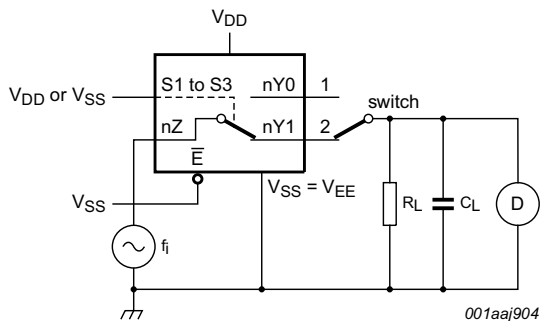 VDD
S1 to S3 nY0 1
VDD or VSS
switch
nZ nY1 2
E̅
VSS = VEE
VSS
RL CL D
fi
001aaj904